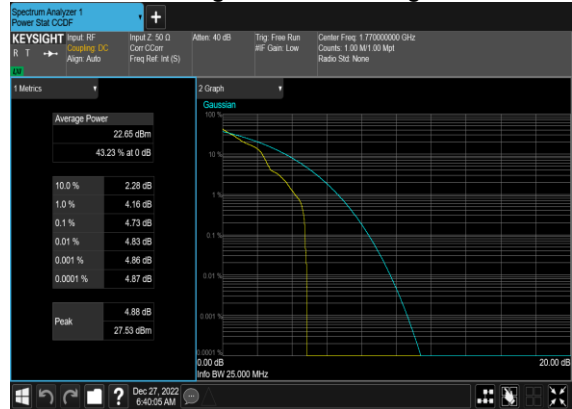 Spectrum Analyzer 1
Power Stat CCDF
+
KEYSIGHT
R T
LXI
Input: RF
Coupling: DC
Align: Auto
Input Z: 50 Ω
Corr CCorr
Freq Ref: Int (S)
Atten: 40 dB
Trig: Free Run
#IF Gain: Low
Center Freq: 1.770000000 GHz
Counts: 1.00 M/1.00 Mpt
Radio Std: None
1 Metrics
Average Power
22.65 dBm
43.23 % at 0 dB
10.0 % 2.28 dB
1.0 % 4.16 dB
0.1 % 4.73 dB
0.01 % 4.83 dB
0.001 % 4.86 dB
0.0001 % 4.87 dB
Peak
4.88 dB
27.53 dBm
2 Graph
Gaussian
100 %
10 %
1 %
0.1 %
0.01 %
0.001 %
0.0001 %
0.00 dB
20.00 dB
Info BW 25.000 MHz
?
Dec 27, 2022
6:40:05 AM